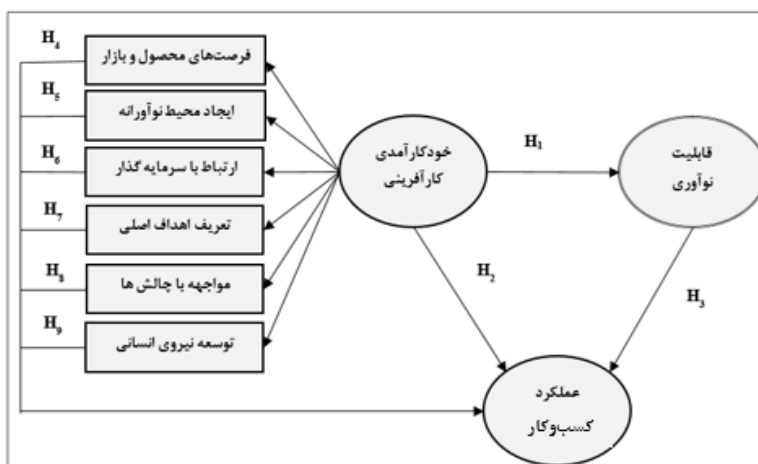 H4
فرصت‌های محصول و بازار
H5
ایجاد محیط نوآورانه
H6
ارتباط با سرمایه گذار
H7
تعریف اهداف اصلی
H8
مواجهه با چالش ها
H9
توسعه نیروی انسانی
خودکارآمدی
کارآفرینی
H1
قابلیت
نوآوری
H2
H3
عملکرد
کسب‌وکار